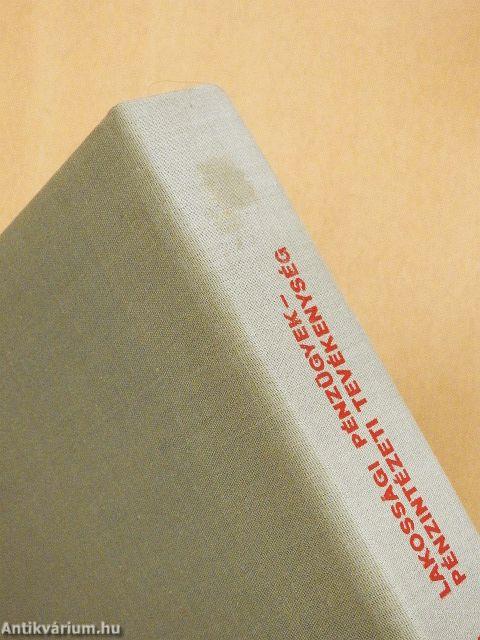 LAKOSSÁGI PÉNZÜGYEK –
PÉNZINTÉZETI TEVÉKENYSÉG
Antikvárium.hu